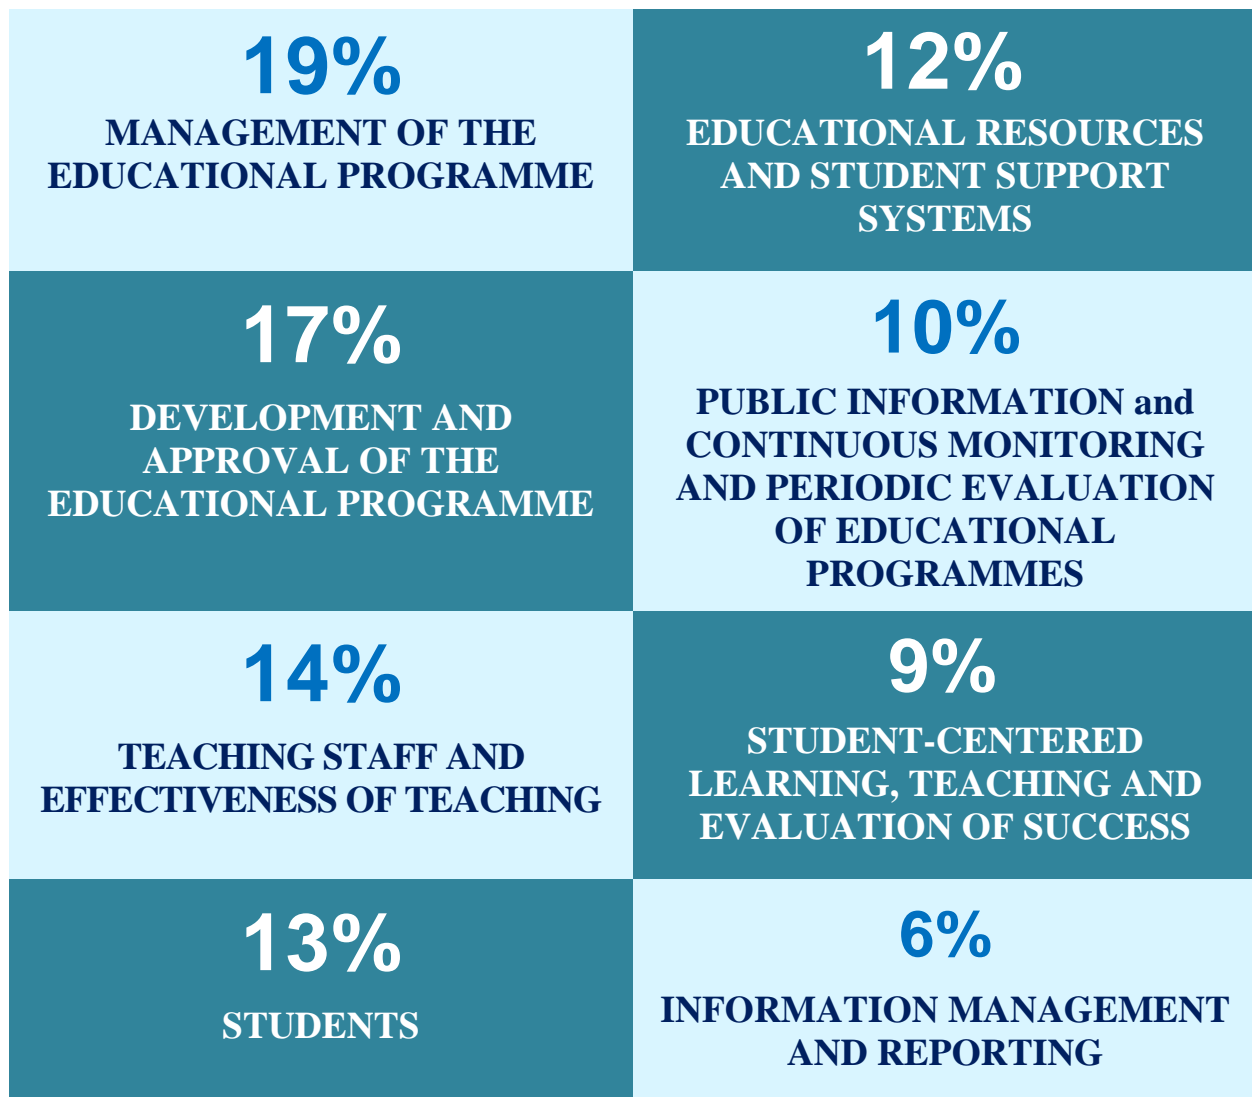 19%
MANAGEMENT OF THE
EDUCATIONAL PROGRAMME
12%
EDUCATIONAL RESOURCES
AND STUDENT SUPPORT
SYSTEMS
17%
DEVELOPMENT AND
APPROVAL OF THE
EDUCATIONAL PROGRAMME
10%
PUBLIC INFORMATION and
CONTINUOUS MONITORING
AND PERIODIC EVALUATION
OF EDUCATIONAL
PROGRAMMES
14%
TEACHING STAFF AND
EFFECTIVENESS OF TEACHING
9%
STUDENT-CENTERED
LEARNING, TEACHING AND
EVALUATION OF SUCCESS
13%
STUDENTS
6%
INFORMATION MANAGEMENT
AND REPORTING